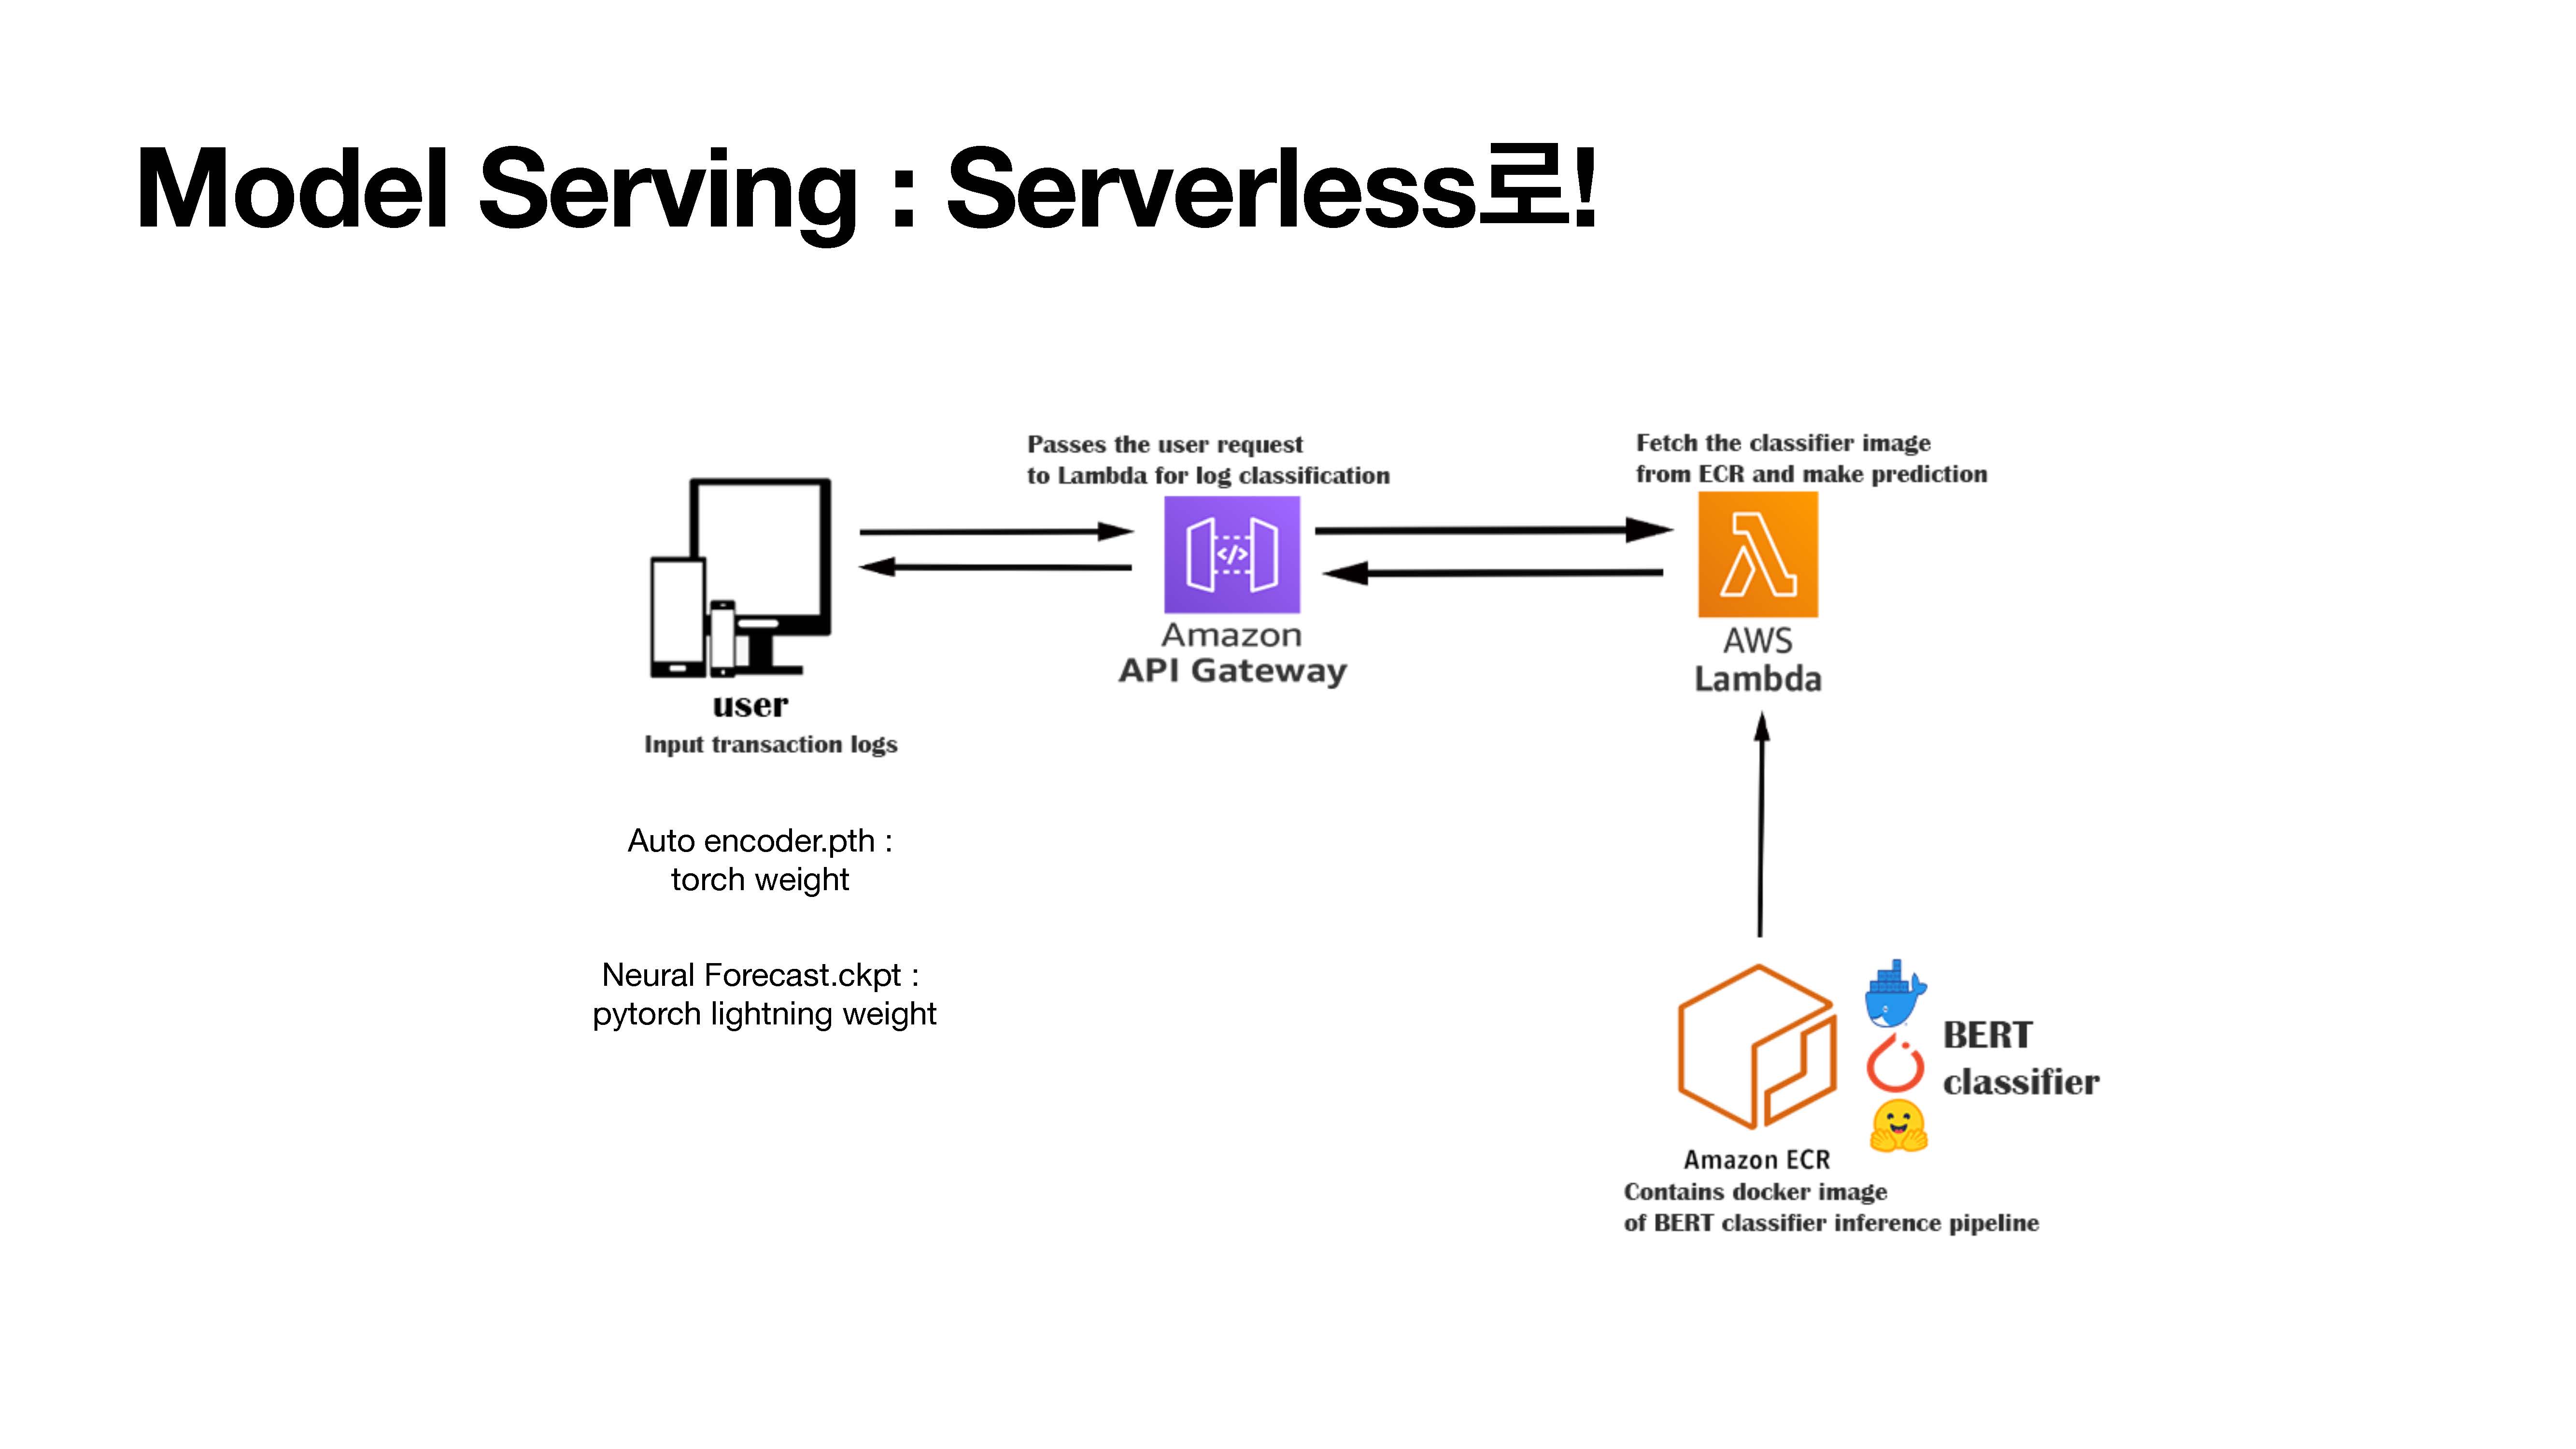 Model Serving : Serverless로!
Passes the user request
to Lambda for log classification
Fetch the classifier image
from ECR and make prediction
</>
Amazon
API Gateway
AWS
Lambda
user
Input transaction logs
Auto encoder.pth :
torch weight
Neural Forecast.ckpt :
pytorch lightning weight
BERT
classifier
Amazon ECR
Contains docker image
of BERT classifier inference pipeline